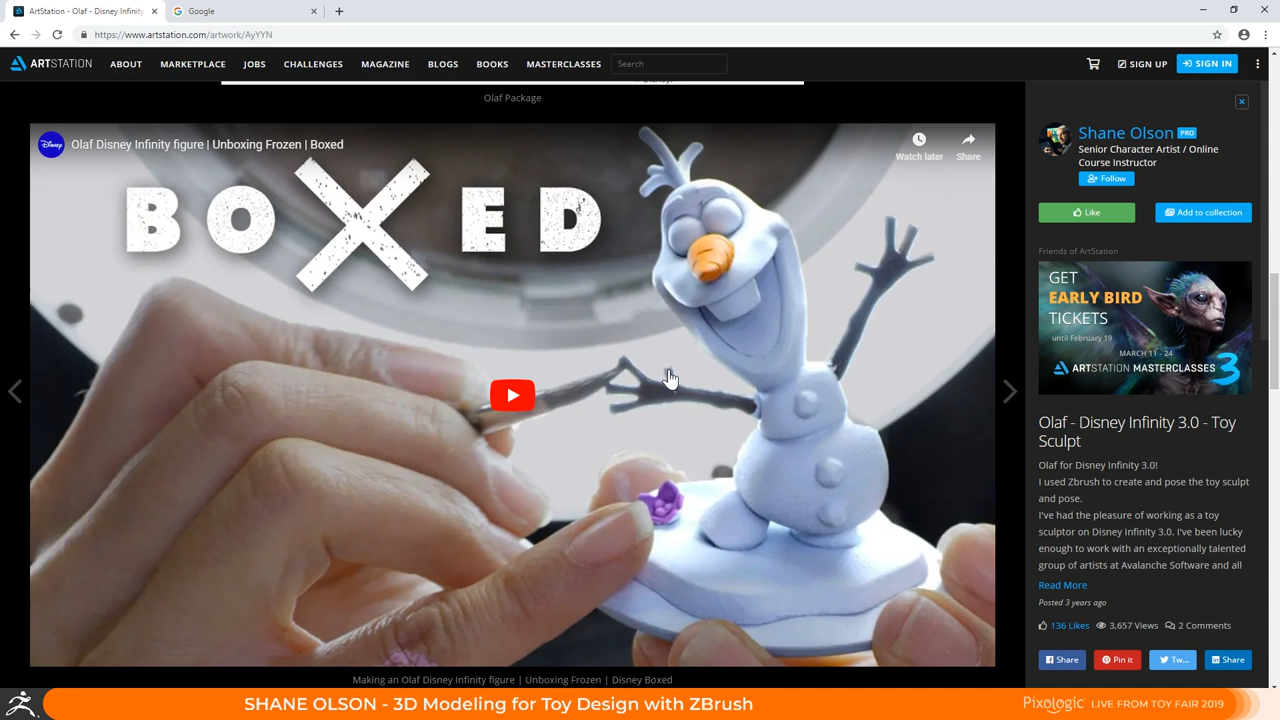 ArtStation - Olaf - Disney Infinity
Google
https://www.artstation.com/artwork/AyYYN
ARTSTATION
ABOUT
MARKETPLACE
JOBS
CHALLENGES
MAGAZINE
BLOGS
BOOKS
MASTERCLASSES
Search
SIGN UP
SIGN IN
Olaf Package
Disney
Olaf Disney Infinity figure | Unboxing Frozen | Boxed
Watch later
Share
BOXED
Making an Olaf Disney Infinity figure | Unboxing Frozen | Disney Boxed
Shane Olson PRO
Senior Character Artist / Online
Course Instructor
Follow
Like
Add to collection
Friends of ArtStation
GET
EARLY BIRD
TICKETS
until February 19
MARCH 11 - 24
ARTSTATION MASTERCLASSES 3
Olaf - Disney Infinity 3.0 - Toy
Sculpt
Olaf for Disney Infinity 3.0!
I used Zbrush to create and pose the toy sculpt
and pose.
I've had the pleasure of working as a toy
sculptor on Disney Infinity 3.0. I've been lucky
enough to work with an exceptionally talented
group of artists at Avalanche Software and all
Read More
Posted 3 years ago
136 Likes
3,657 Views
2 Comments
Share
Pin it
Tw...
Share
SHANE OLSON - 3D Modeling for Toy Design with ZBrush
PIXOLOGIC LIVE FROM TOY FAIR 2019